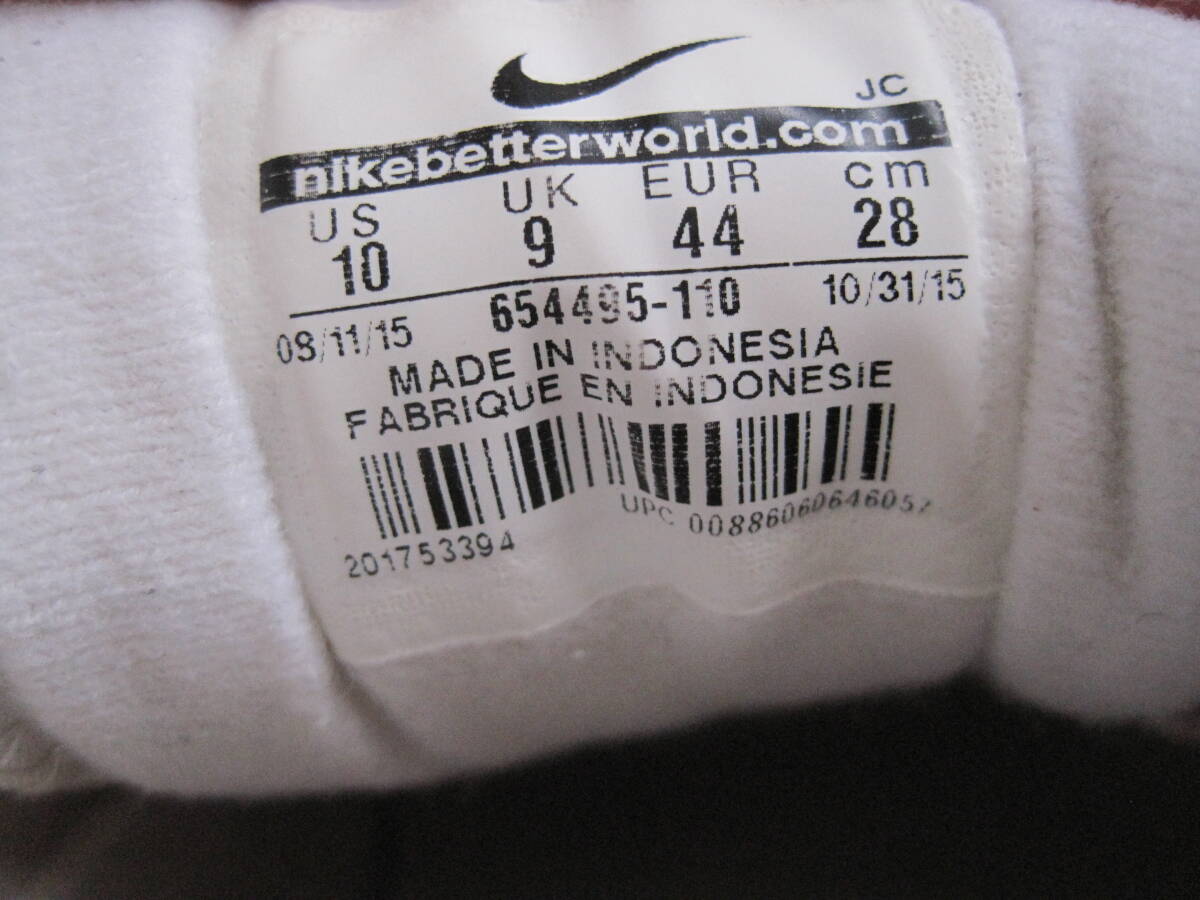 JC
nikebetterworld.com
US UK EUR cm
10 9 44 28
08/11/15 654495-110 10/31/15
MADE IN INDONESIA
FABRIQUE EN INDONESIE
UPC 00886060646057
201753394